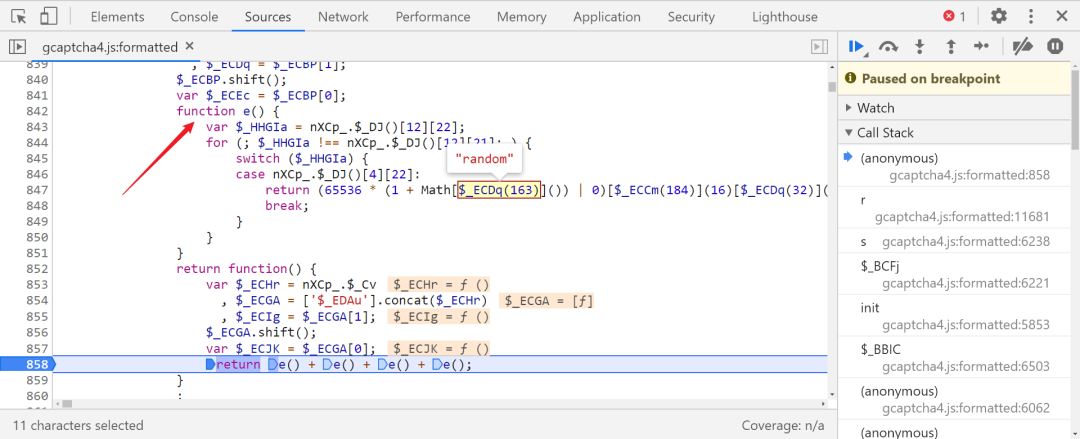 Elements Console Sources Network Performance Memory Application Security Lighthouse 1
gcaptcha4.js:formatted ×
839 , $_ECDq = $_ECBP[1];
840 $_ECBP.shift();
841 var $_ECEc = $_ECBP[0];
842 function e() {
843 var $_HHGIa = nXCp_.$_DJ()[12][22];
844 for (; $_HHGIa !== nXCp_.$_DJ()[12][21]; ) {
"random"
845 switch ($_HHGIa) {
846 case nXCp_.$_DJ()[4][22]:
847 return (65536 * (1 + Math[$_ECDq(163)]()) | 0)[$_ECCm(184)](16)[$_ECDq(32)](
848 break;
849 }
850 }
851 }
852 return function() {
853 var $_ECHr = nXCp_.$_Cv $_ECHr = ƒ ()
854 , $_ECGA = ['$_EDAu'].concat($_ECHr) $_ECGA = [ƒ]
855 , $_ECIg = $_ECGA[1]; $_ECIg = ƒ ()
856 $_ECGA.shift();
857 var $_ECJK = $_ECGA[0]; $_ECJK = ƒ ()
858 return e() + e() + e() + e();
859 }
11 characters selected Coverage: n/a
Paused on breakpoint
Watch
Call Stack
(anonymous)
gcaptcha4.js:858
r
gcaptcha4.js:formatted:11681
s gcaptcha4.js:formatted:6238
$_BCFj
gcaptcha4.js:formatted:6221
init
gcaptcha4.js:formatted:5853
$_BBIC
gcaptcha4.js:formatted:6503
(anonymous)
gcaptcha4.js:formatted:6062
(anonymous)